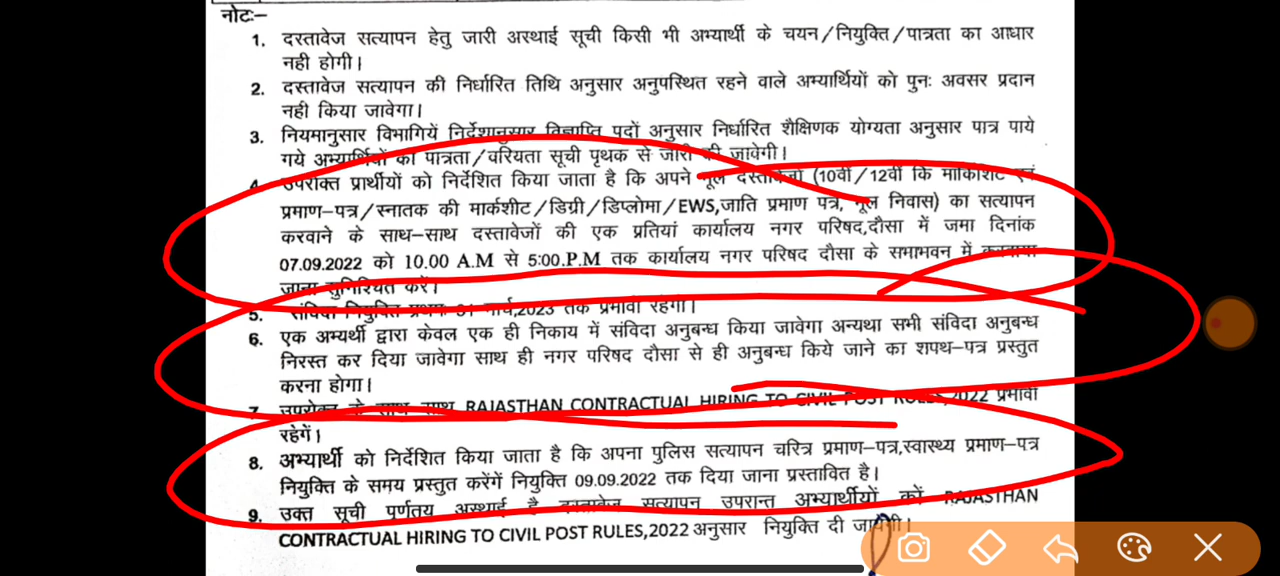 नोटः–
1. दस्तावेज सत्यापन हेतु जारी अस्थाई सूची किसी भी अभ्यार्थी के चयन/नियुक्ति/पात्रता का आधार
नही होगी।
2. दस्तावेज सत्यापन की निर्धारित तिथि अनुसार अनुपस्थित रहने वाले अभ्यार्थियों को पुनः अवसर प्रदान
नही किया जावेगा।
3. नियमानुसार विभागियें निर्देशानुसार विज्ञाप्ति पदों अनुसार निर्धारित शैक्षिणक योग्यता अनुसार पात्र पाये
गये अभ्यार्थियों की पात्रता/वरियता सूची पृथक से जारी की जावेगी।
4. उपरोक्त प्रार्थीयों को निर्देशित किया जाता है कि अपने मूल दस्तावेजों (10वीं/12वीं कि मार्कशिट एवं
प्रमाण–पत्र/स्नातक की मार्कशीट/डिग्री/डिप्लोमा/EWS,जाति प्रमाण पत्र, मूल निवास) का सत्यापन
करवाने के साथ–साथ दस्तावेजों की एक प्रतियां कार्यालय नगर परिषद,दौसा में जमा दिनांक
07.09.2022 को 10.00 A.M से 5:00.P.M तक कार्यालय नगर परिषद दौसा के सभाभवन में करवाया
जाना सुनिश्चित करें।
5. संविदा नियुक्ति प्रथमः 31 मार्च,2023 तक प्रभावी रहेगी।
6. एक अभ्यर्थी द्वारा केवल एक ही निकाय में संविदा अनुबन्ध किया जावेगा अन्यथा सभी संविदा अनुबन्ध
निरस्त कर दिया जावेगा साथ ही नगर परिषद दौसा से ही अनुबन्ध किये जाने का शपथ–पत्र प्रस्तुत
करना होगा।
7. उपरोक्त के साथ साथ RAJASTHAN CONTRACTUAL HIRING TO CIVIL POST RULES,2022 प्रभावी
रहेगें।
8. अभ्यार्थी को निर्देशित किया जाता है कि अपना पुलिस सत्यापन चरित्र प्रमाण–पत्र,स्वास्थ्य प्रमाण–पत्र
नियुक्ति के समय प्रस्तुत करेंगें नियुक्ति 09.09.2022 तक दिया जाना प्रस्तावित है।
9. उक्त सूची पूर्णतय अस्थाई है दस्तावेज सत्यापन उपरान्त अभ्यार्थीयों कों RAJASTHAN
CONTRACTUAL HIRING TO CIVIL POST RULES,2022 अनुसार नियुक्ति दी जायेगी।